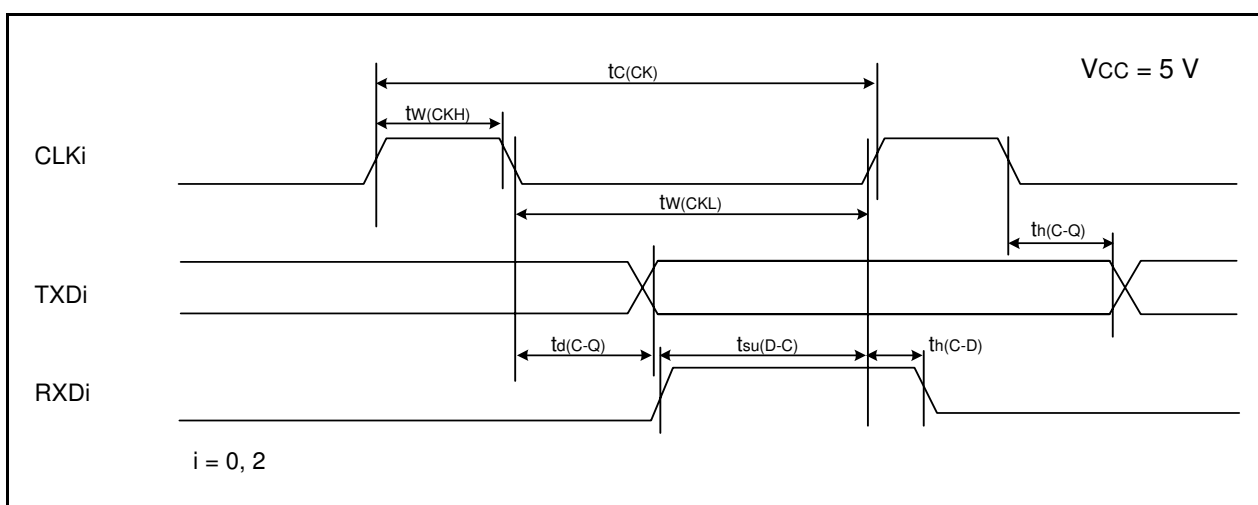 tC(CK)
VCC = 5 V
tW(CKH)
CLKi
tW(CKL)
th(C-Q)
TXDi
td(C-Q)
tsu(D-C)
th(C-D)
RXDi
i = 0, 2